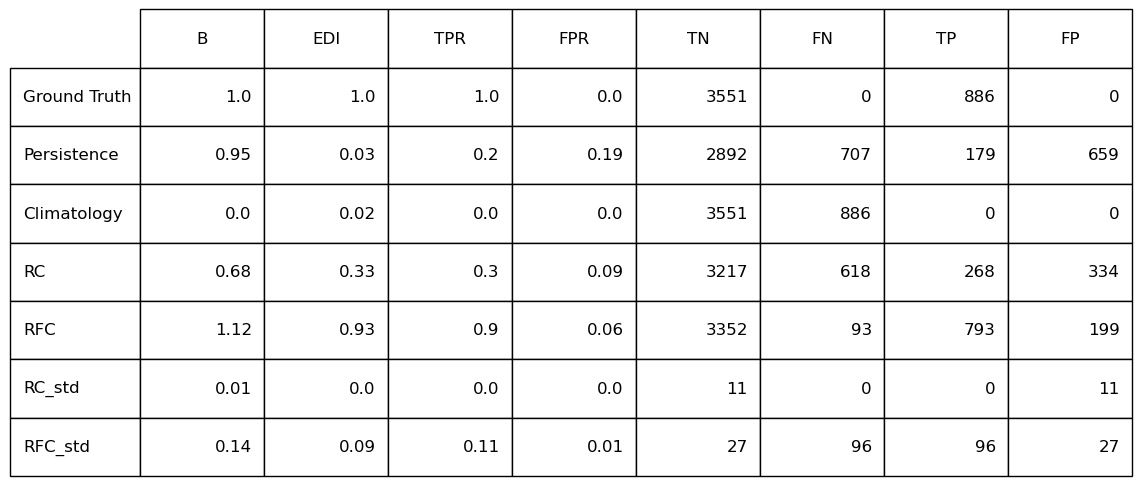 B EDI TPR FPR TN FN TP FP
Ground Truth 1.0 1.0 1.0 0.0 3551 0 886 0
Persistence 0.95 0.03 0.2 0.19 2892 707 179 659
Climatology 0.0 0.02 0.0 0.0 3551 886 0 0
RC 0.68 0.33 0.3 0.09 3217 618 268 334
RFC 1.12 0.93 0.9 0.06 3352 93 793 199
RC_std 0.01 0.0 0.0 0.0 11 0 0 11
RFC_std 0.14 0.09 0.11 0.01 27 96 96 27